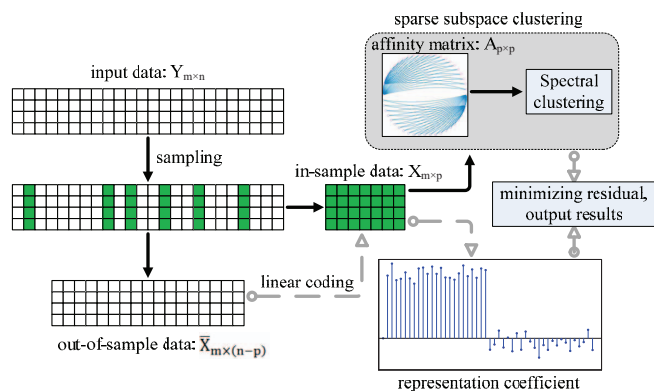 sparse subspace clustering
affinity matrix: A_{p×p}
Spectral
clustering
input data: Y_{m×n}
sampling
in-sample data: X_{m×p}
minimizing residual,
output results
linear coding
out-of-sample data: X̅_{m×(n−p)}
representation coefficient